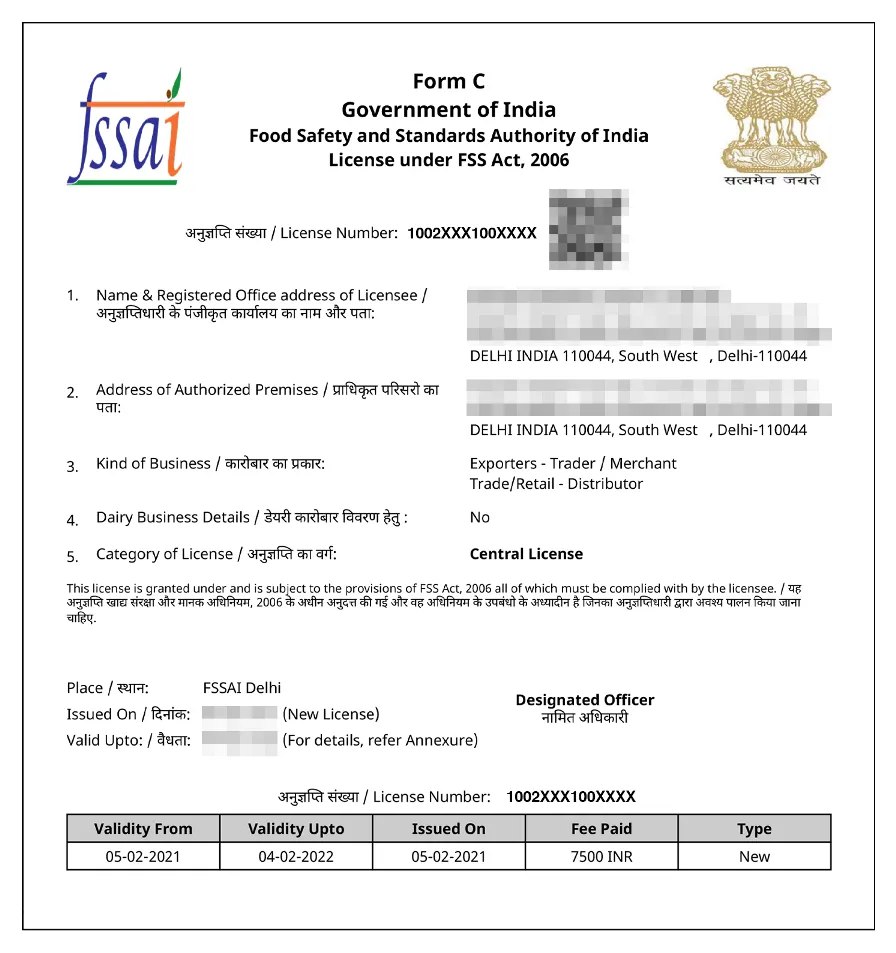 fssai
Form C
Government of India
Food Safety and Standards Authority of India
License under FSS Act, 2006
सत्यमेव जयते
अनुज्ञप्ति संख्या / License Number: 1002XXX100XXXX
1. Name & Registered Office address of Licensee /
अनुज्ञप्तिधारी के पंजीकृत कार्यालय का नाम और पता:
DELHI INDIA 110044, South West , Delhi-110044
2. Address of Authorized Premises / प्राधिकृत परिसरो का
पता:
DELHI INDIA 110044, South West , Delhi-110044
3. Kind of Business / कारोबार का प्रकार: Exporters - Trader / Merchant
Trade/Retail - Distributor
4. Dairy Business Details / डेयरी कारोबार विवरण हेतु : No
5. Category of License / अनुज्ञप्ति का वर्ग: Central License
This license is granted under and is subject to the provisions of FSS Act, 2006 all of which must be complied with by the licensee. / यह
अनुज्ञप्ति खाद्य संरक्षा और मानक अधिनियम, 2006 के अधीन अनुदत्त की गई और वह अधिनियम के उपबंधो के अध्यादीन है जिनका अनुज्ञप्तिधारी द्वारा अवश्य पालन किया जाना
चाहिए.
Place / स्थान: FSSAI Delhi
Issued On / दिनांक: (New License)
Valid Upto: / वैधता: (For details, refer Annexure)
Designated Officer
नामित अधिकारी
अनुज्ञप्ति संख्या / License Number: 1002XXX100XXXX
Validity From Validity Upto Issued On Fee Paid Type
05-02-2021 04-02-2022 05-02-2021 7500 INR New